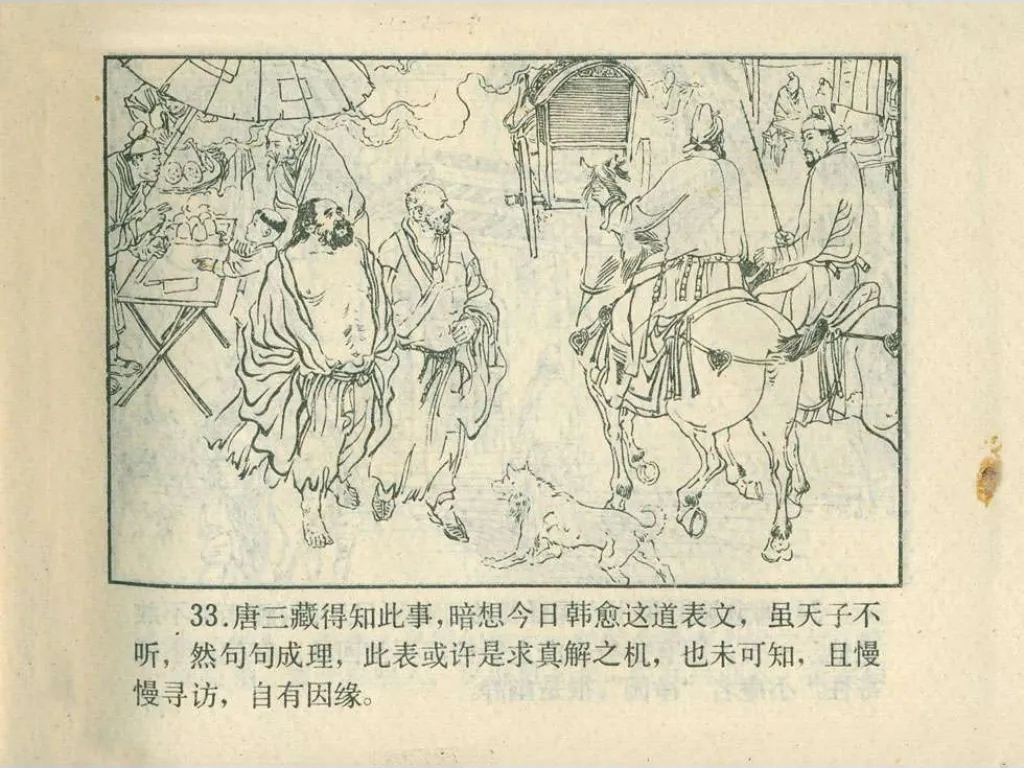 33.唐三藏得知此事,暗想今日韩愈这道表文,虽天子不
听,然句句成理,此表或许是求真解之机,也未可知,且慢
慢寻访,自有因缘。